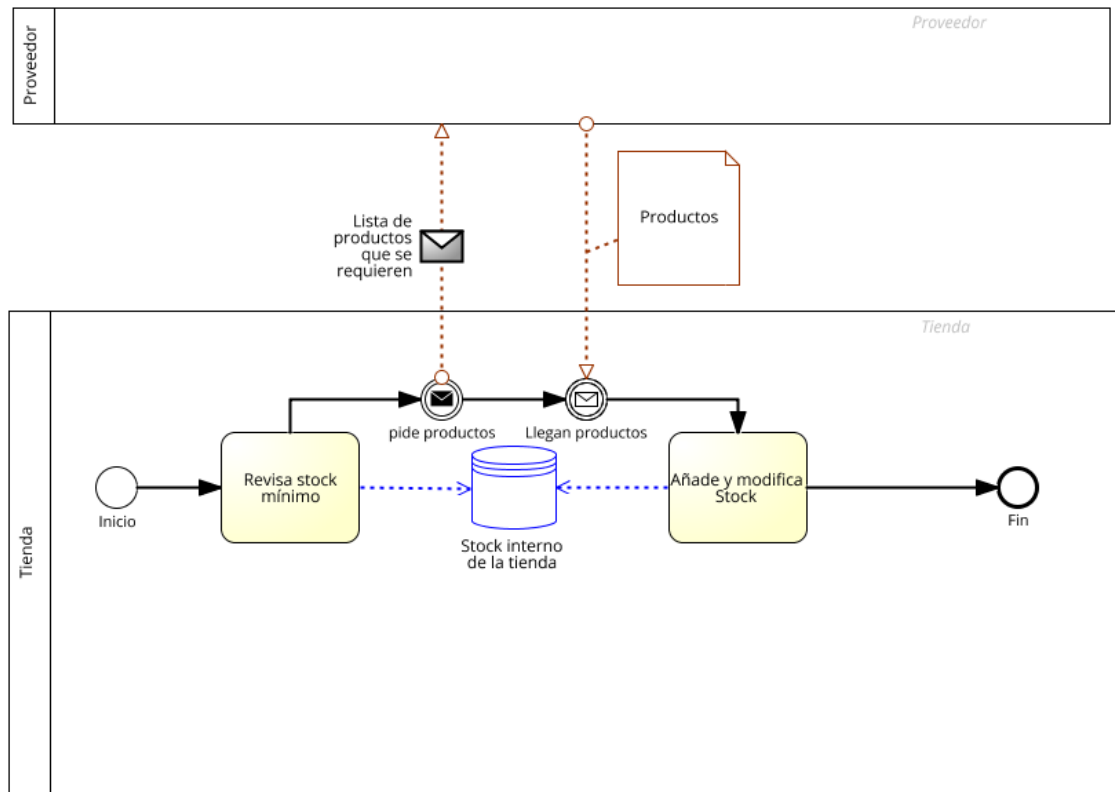 Proveedor
Proveedor
Lista de
productos
que se
requieren
Productos
Tienda
Tienda
pide productos
Llegan productos
Revisa stock
mínimo
Añade y modifica
Stock
Inicio
Stock interno
de la tienda
Fin